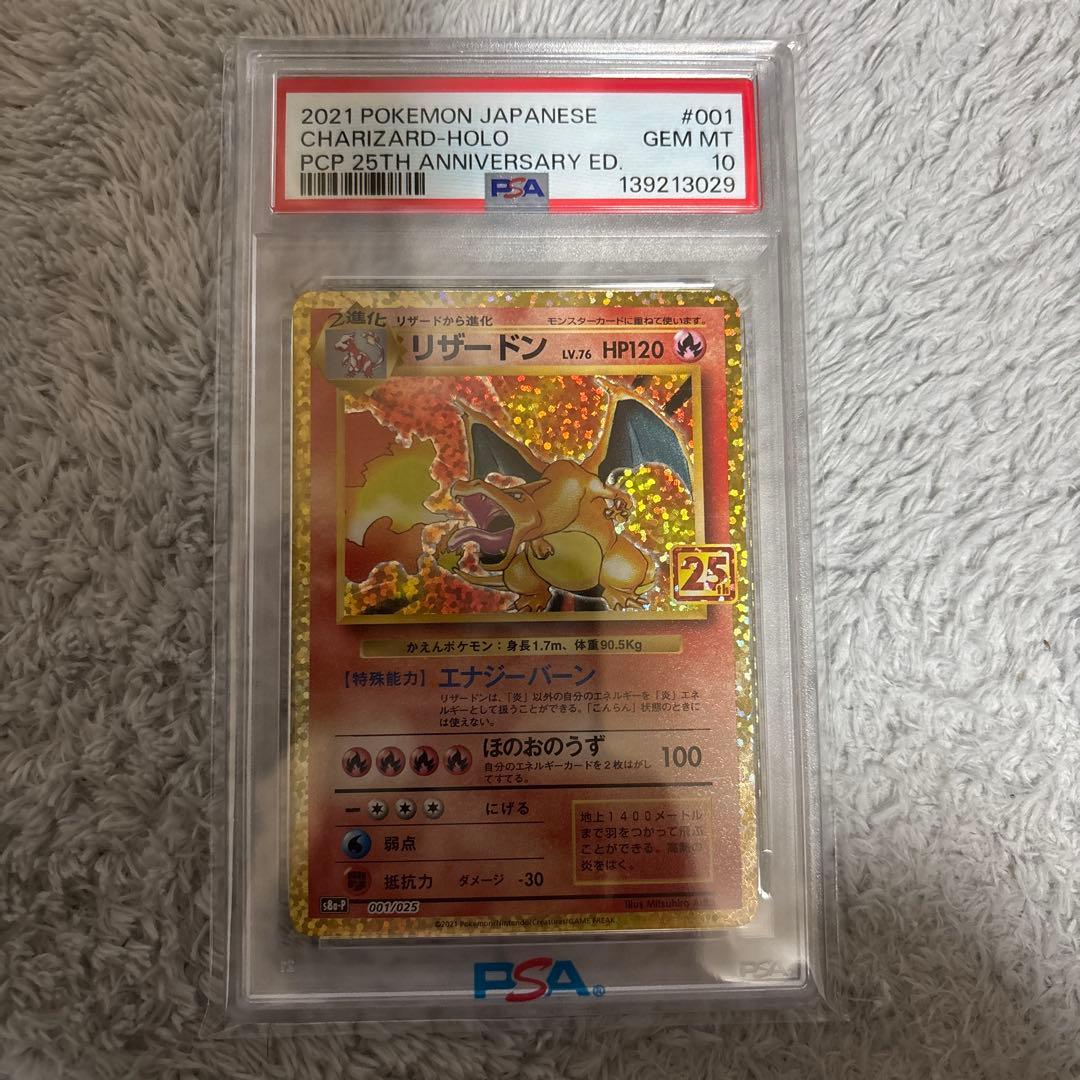 2021 POKEMON JAPANESE #001
CHARIZARD-HOLO GEM MT
PCP 25TH ANNIVERSARY ED. 10
PSA 139213029
2進化 リザードから進化 モンスターカードに重ねて使います。
リザードン LV.76 HP120
25th
かえんポケモン：身長1.7m、体重90.5Kg
【特殊能力】エナジーバーン
リザードンは、「炎」以外の自分のエネルギーを「炎」エネ
ルギーとして扱うことができる。「こんらん」状態のときに
は使えない。
ほのおのうず 100
自分のエネルギーカードを2枚はがし
てすてる。
ー にげる
弱点
抵抗力 ダメージ -30
地上1400メートル
まで羽をつかって飛ぶ
ことができる。高熱の
炎をはく。
s8a-P 001/025
Illus Mitsuhiro Arita
©2021 Pokémon/Nintendo/Creatures/GAME FREAK
PSA®
PSA